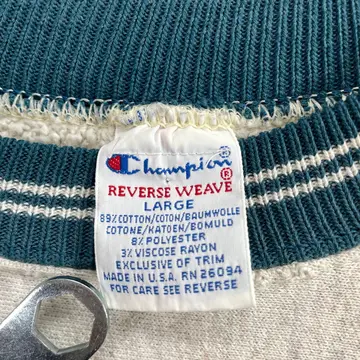 Champion®
REVERSE WEAVE®
LARGE
89% COTTON/COTON/BAUMWOLLE
COTONE/KATOEN/BOMULD
8% POLYESTER
3% VISCOSE RAYON
EXCLUSIVE OF TRIM
MADE IN U.S.A. RN 26094
FOR CARE SEE REVERSE